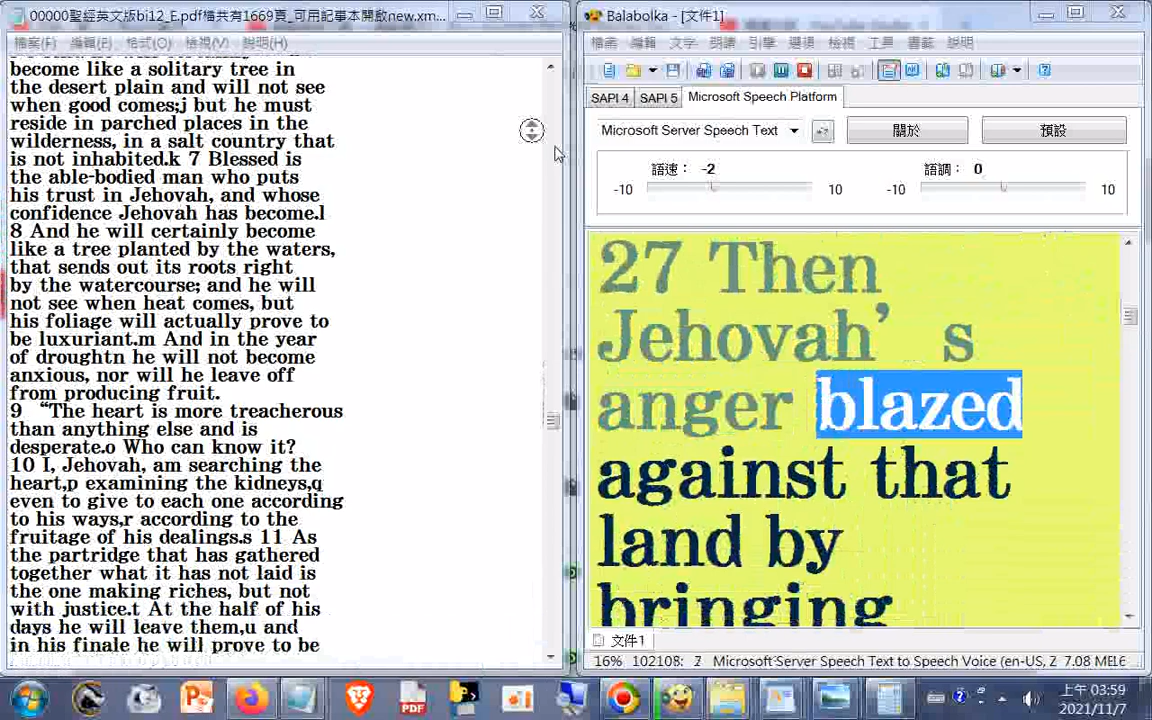 00000聖經英文版bi12_E.pdf檔共有1669頁_可用記事本開啟new.xm...
檔案(F) 編輯(E) 格式(O) 檢視(V) 說明(H)
become like a solitary tree in
the desert plain and will not see
when good comes;j but he must
reside in parched places in the
wilderness, in a salt country that
is not inhabited.k 7 Blessed is
the able-bodied man who puts
his trust in Jehovah, and whose
confidence Jehovah has become.l
8 And he will certainly become
like a tree planted by the waters,
that sends out its roots right
by the watercourse; and he will
not see when heat comes, but
his foliage will actually prove to
be luxuriant.m And in the year
of droughtn he will not become
anxious, nor will he leave off
from producing fruit.
9 “The heart is more treacherous
than anything else and is
desperate.o Who can know it?
10 I, Jehovah, am searching the
heart,p examining the kidneys,q
even to give to each one according
to his ways,r according to the
fruitage of his dealings.s 11 As
the partridge that has gathered
together what it has not laid is
the one making riches, but not
with justice.t At the half of his
days he will leave them,u and
in his finale he will prove to be
Balabolka - [文件1]
檔案 編輯 文字 朗讀 引擎 選項 檢視 工具 書籤 說明
SAPI 4 SAPI 5 Microsoft Speech Platform
Microsoft Server Speech Text 關於 預設
語速： -2 語調： 0
-10 10 -10 10
27 Then
Jehovah’s
anger blazed
against that
land by
bringing
文件1
16% 102108: Microsoft Server Speech Text to Speech Voice (en-US, Z 7.08 МБ
上午 03:59
2021/11/7